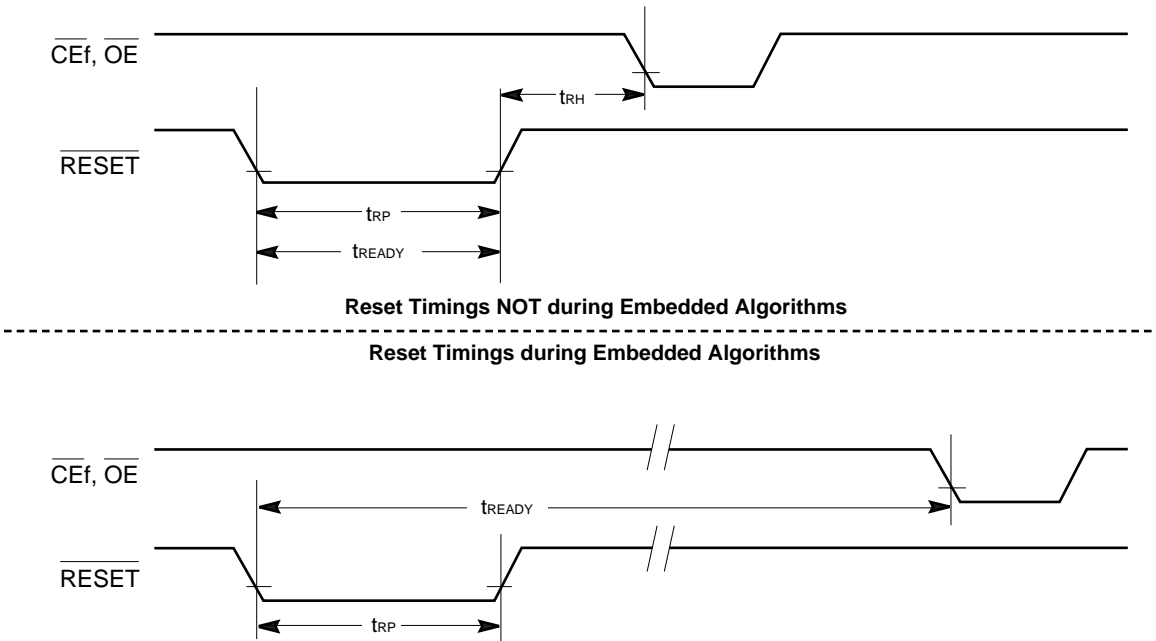 CEf, OE
tRH
RESET
tRP
tREADY
Reset Timings NOT during Embedded Algorithms
Reset Timings during Embedded Algorithms
CEf, OE
tREADY
RESET
tRP